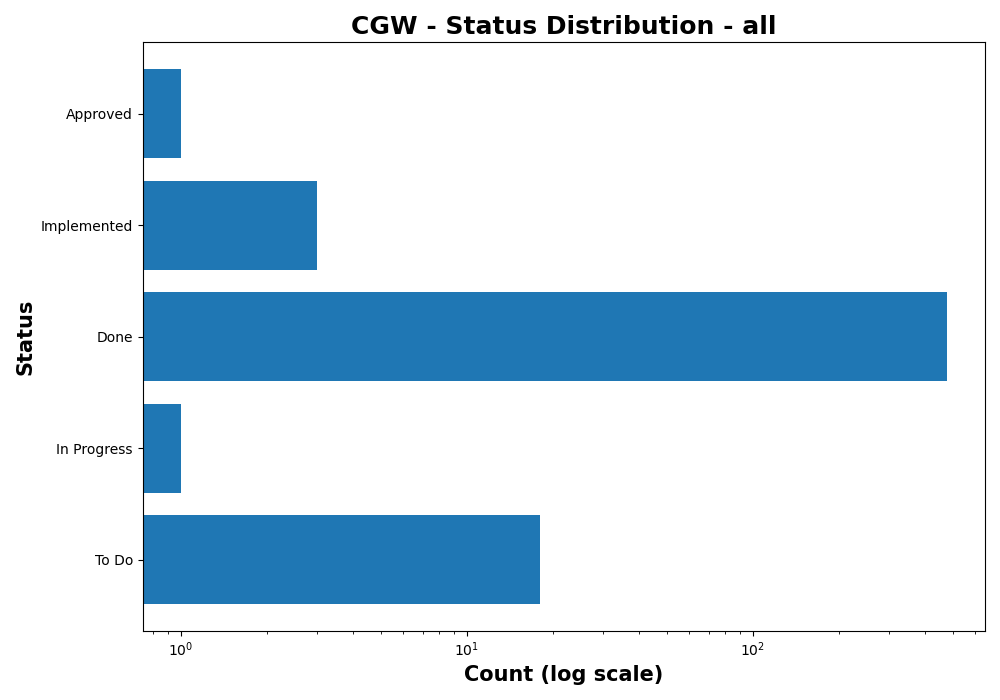 CGW - Status Distribution - all
Status
Approved
Implemented
Done
In Progress
To Do
10⁰ 10¹ 10²
Count (log scale)